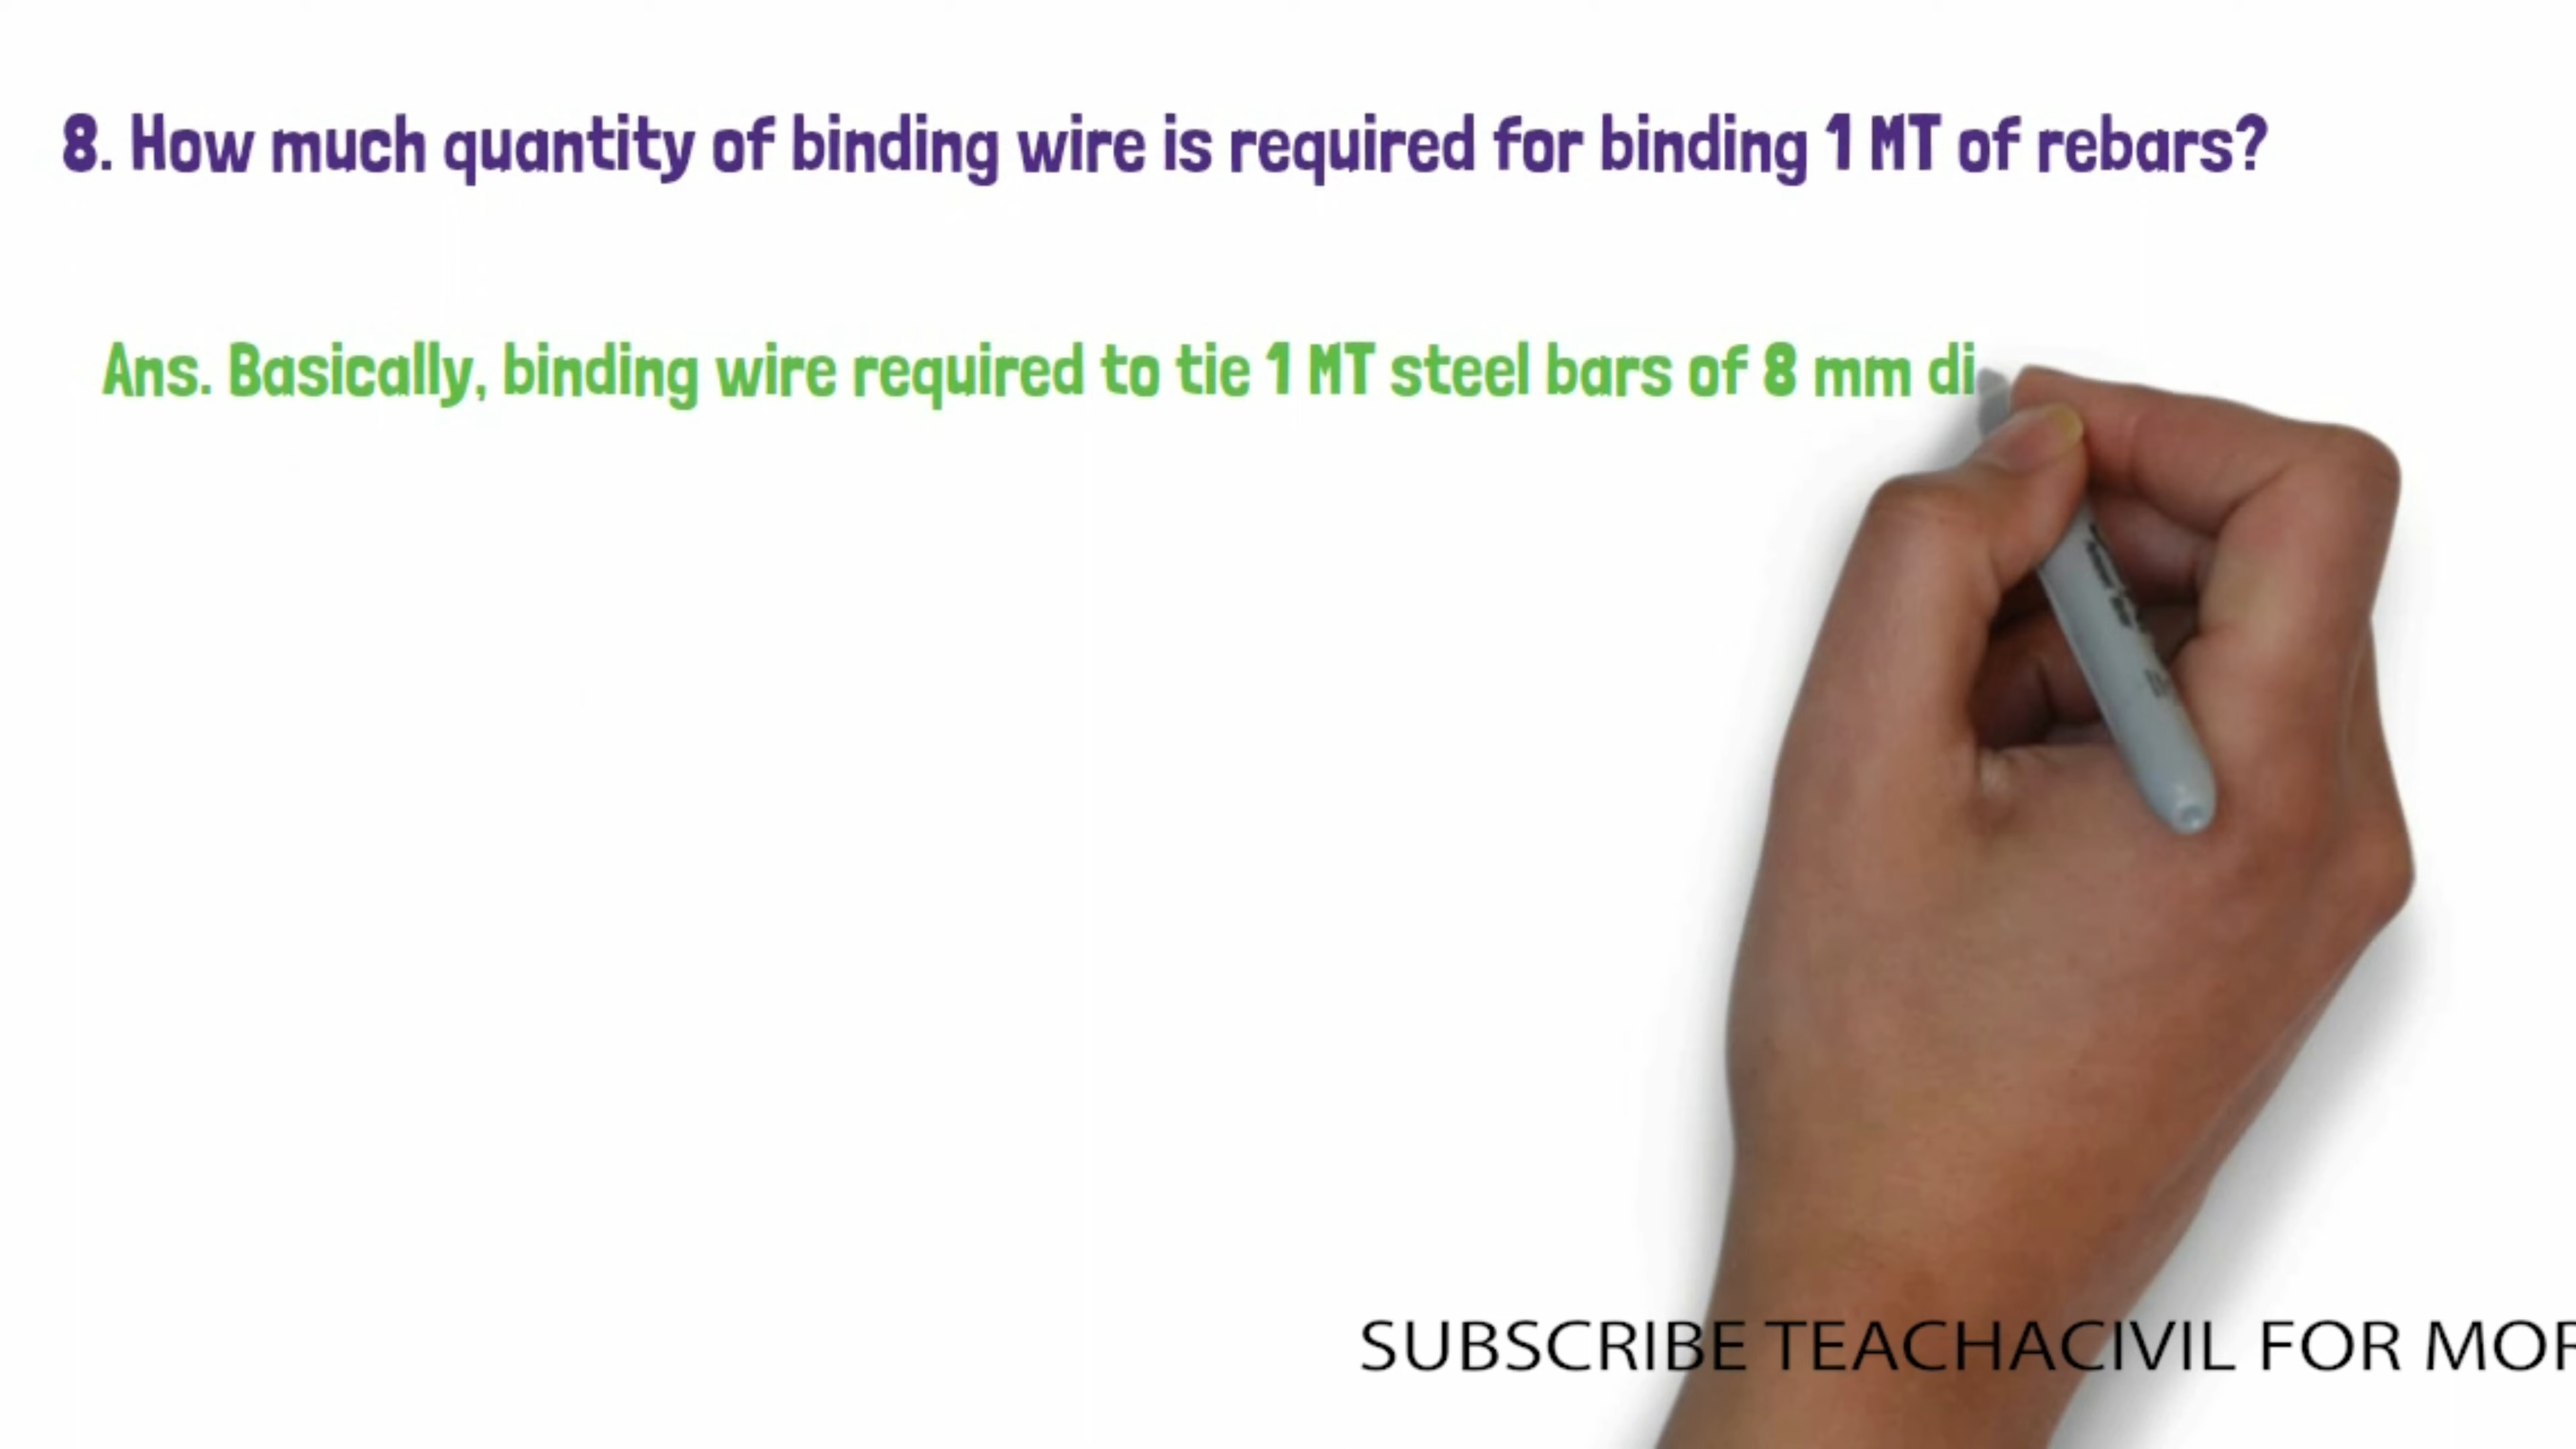 8. How much quantity of binding wire is required for binding 1 MT of rebars?
Ans. Basically, binding wire required to tie 1 MT steel bars of 8 mm di
SUBSCRIBE TEACHACIVIL FOR MOR